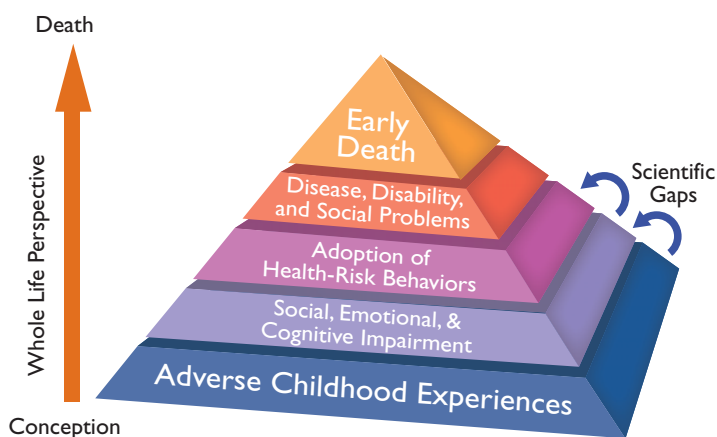 Death
Whole Life Perspective
Conception
Early
Death
Disease, Disability,
and Social Problems
Adoption of
Health-Risk Behaviors
Social, Emotional, &
Cognitive Impairment
Adverse Childhood Experiences
Scientific
Gaps